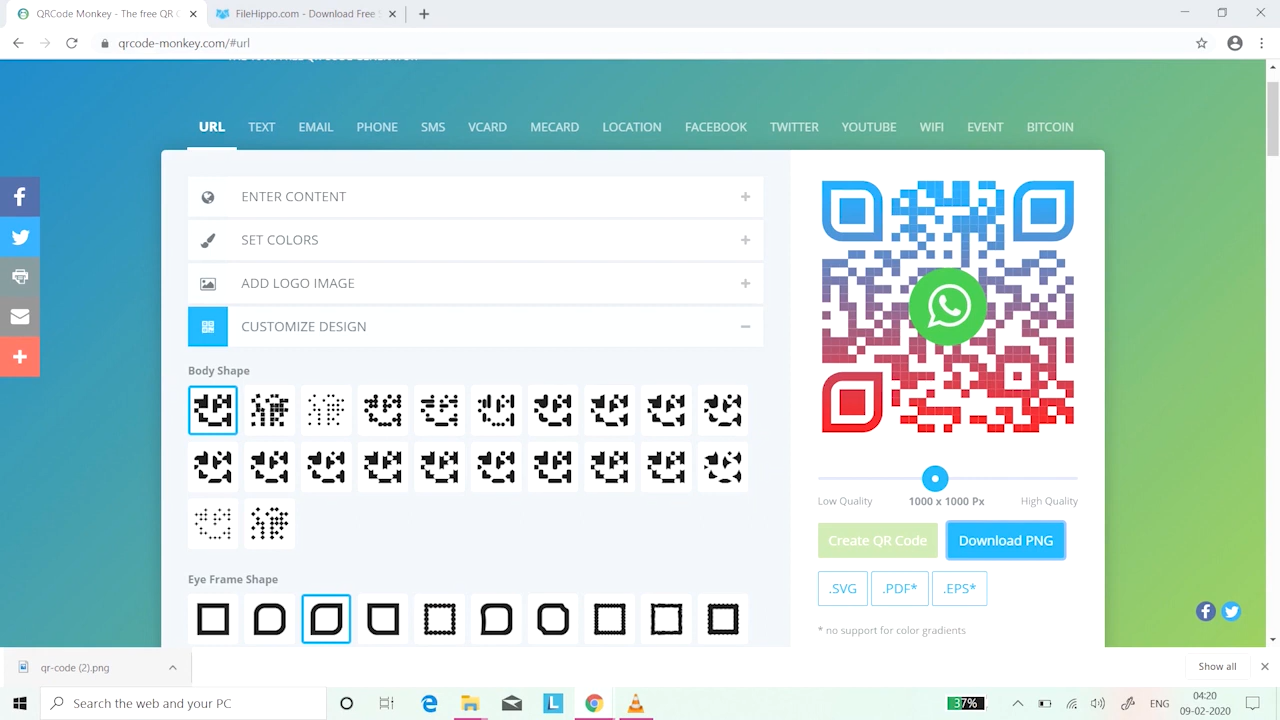 QRCode Monkey - The free QR C
FileHippo.com - Download Free
qrcode-monkey.com/#url
URL TEXT EMAIL PHONE SMS VCARD MECARD LOCATION FACEBOOK TWITTER YOUTUBE WIFI EVENT BITCOIN
ENTER CONTENT
SET COLORS
ADD LOGO IMAGE
CUSTOMIZE DESIGN
Body Shape
Eye Frame Shape
Low Quality 1000 x 1000 Px High Quality
Create QR Code Download PNG
.SVG .PDF* .EPS*
* no support for color gradients
qr-code (2).png
Show all
Search the web and your PC
37%
ENG
04:20
09-02-2020